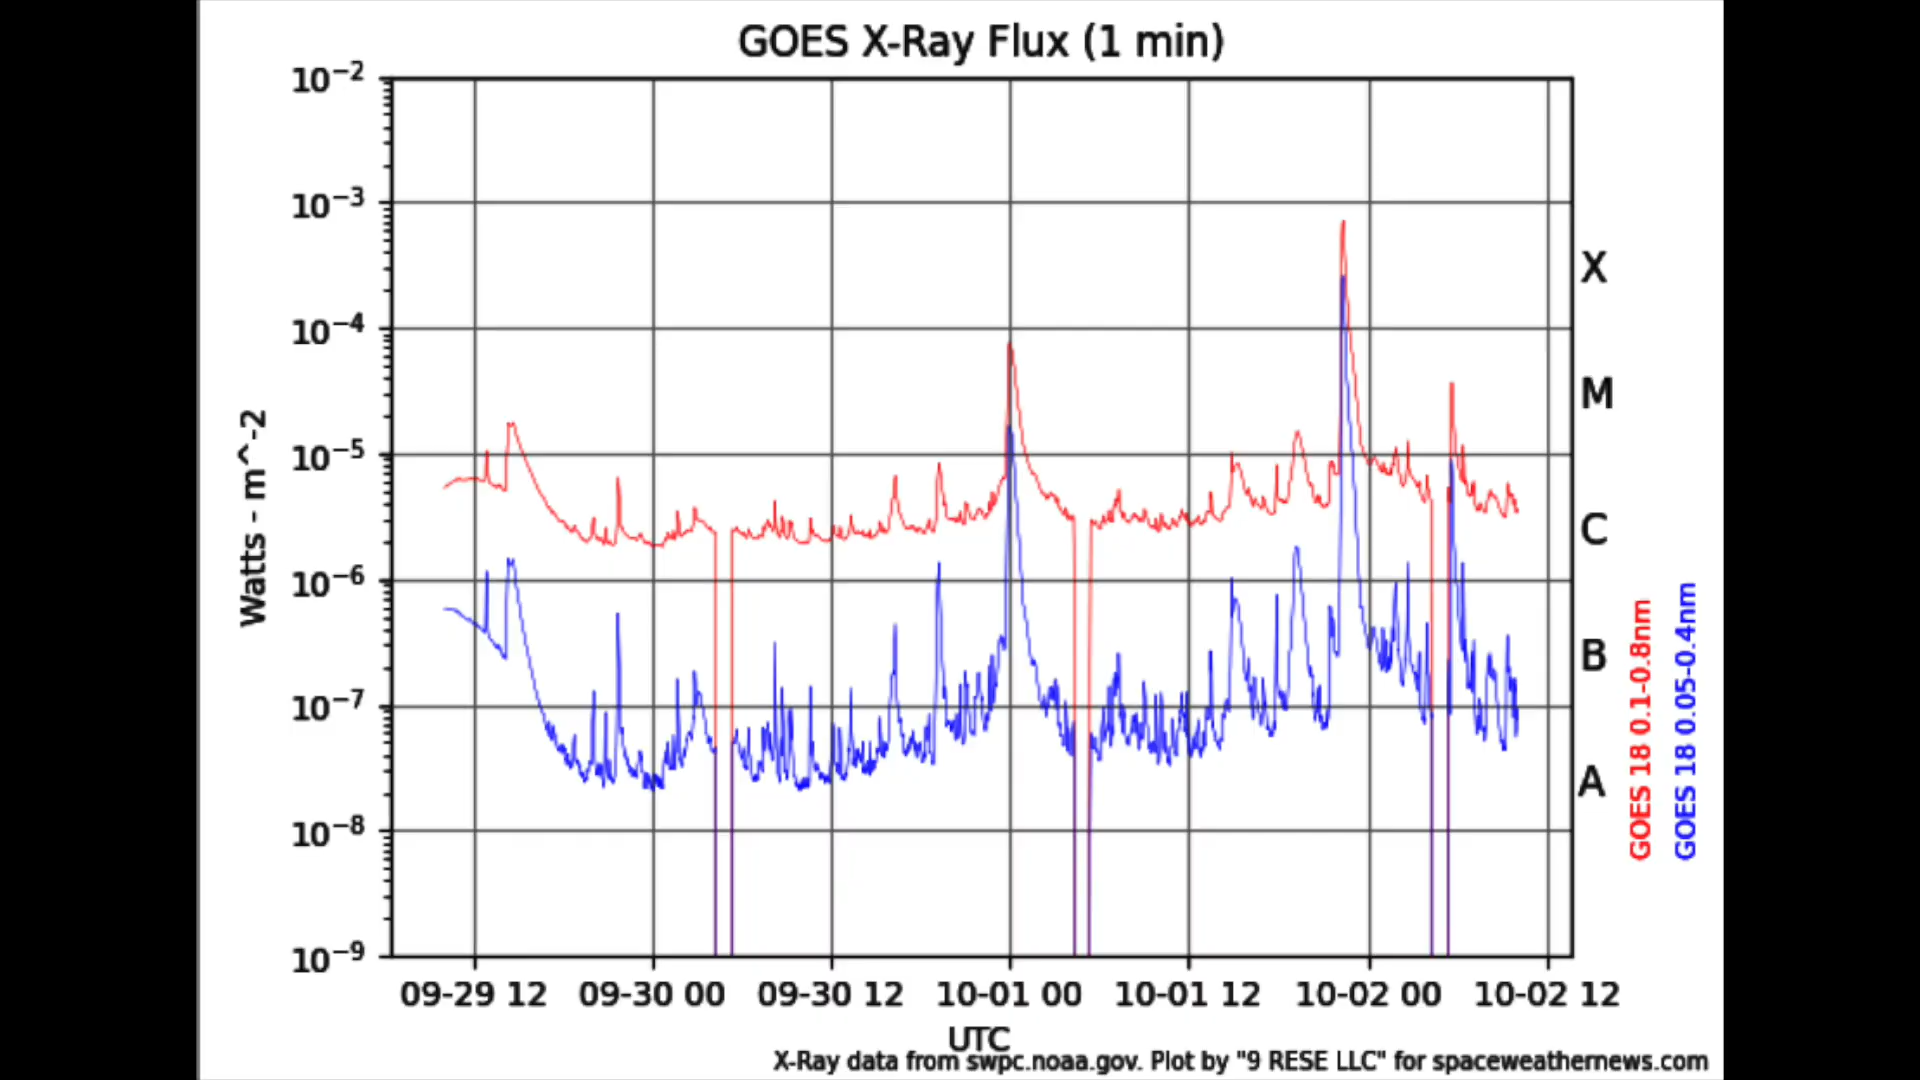 GOES X-Ray Flux (1 min)
10−2
10−3
10−4
10−5
10−6
10−7
10−8
10−9
Watts - m^-2
X
M
C
B
A
GOES 18 0.1-0.8nm
GOES 18 0.05-0.4nm
09-29 12 09-30 00 09-30 12 10-01 00 10-01 12 10-02 00 10-02 12
UTC
X-Ray data from swpc.noaa.gov. Plot by "9 RESE LLC" for spaceweathernews.com